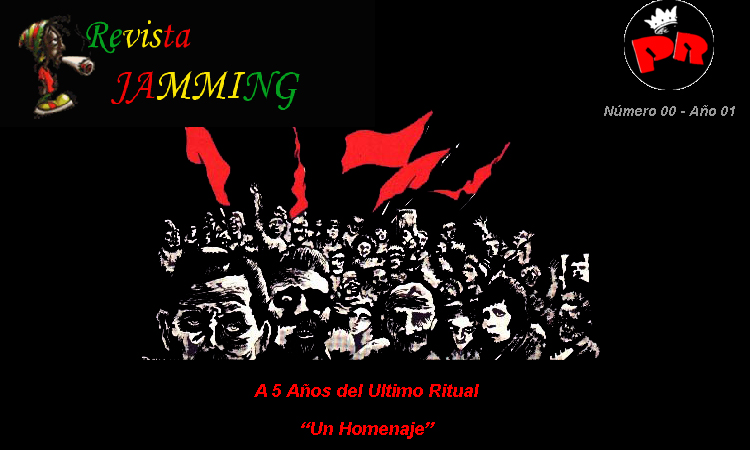 Revista
JAMMING
PR
Número 00 - Año 01
A 5 Años del Ultimo Ritual
“Un Homenaje”